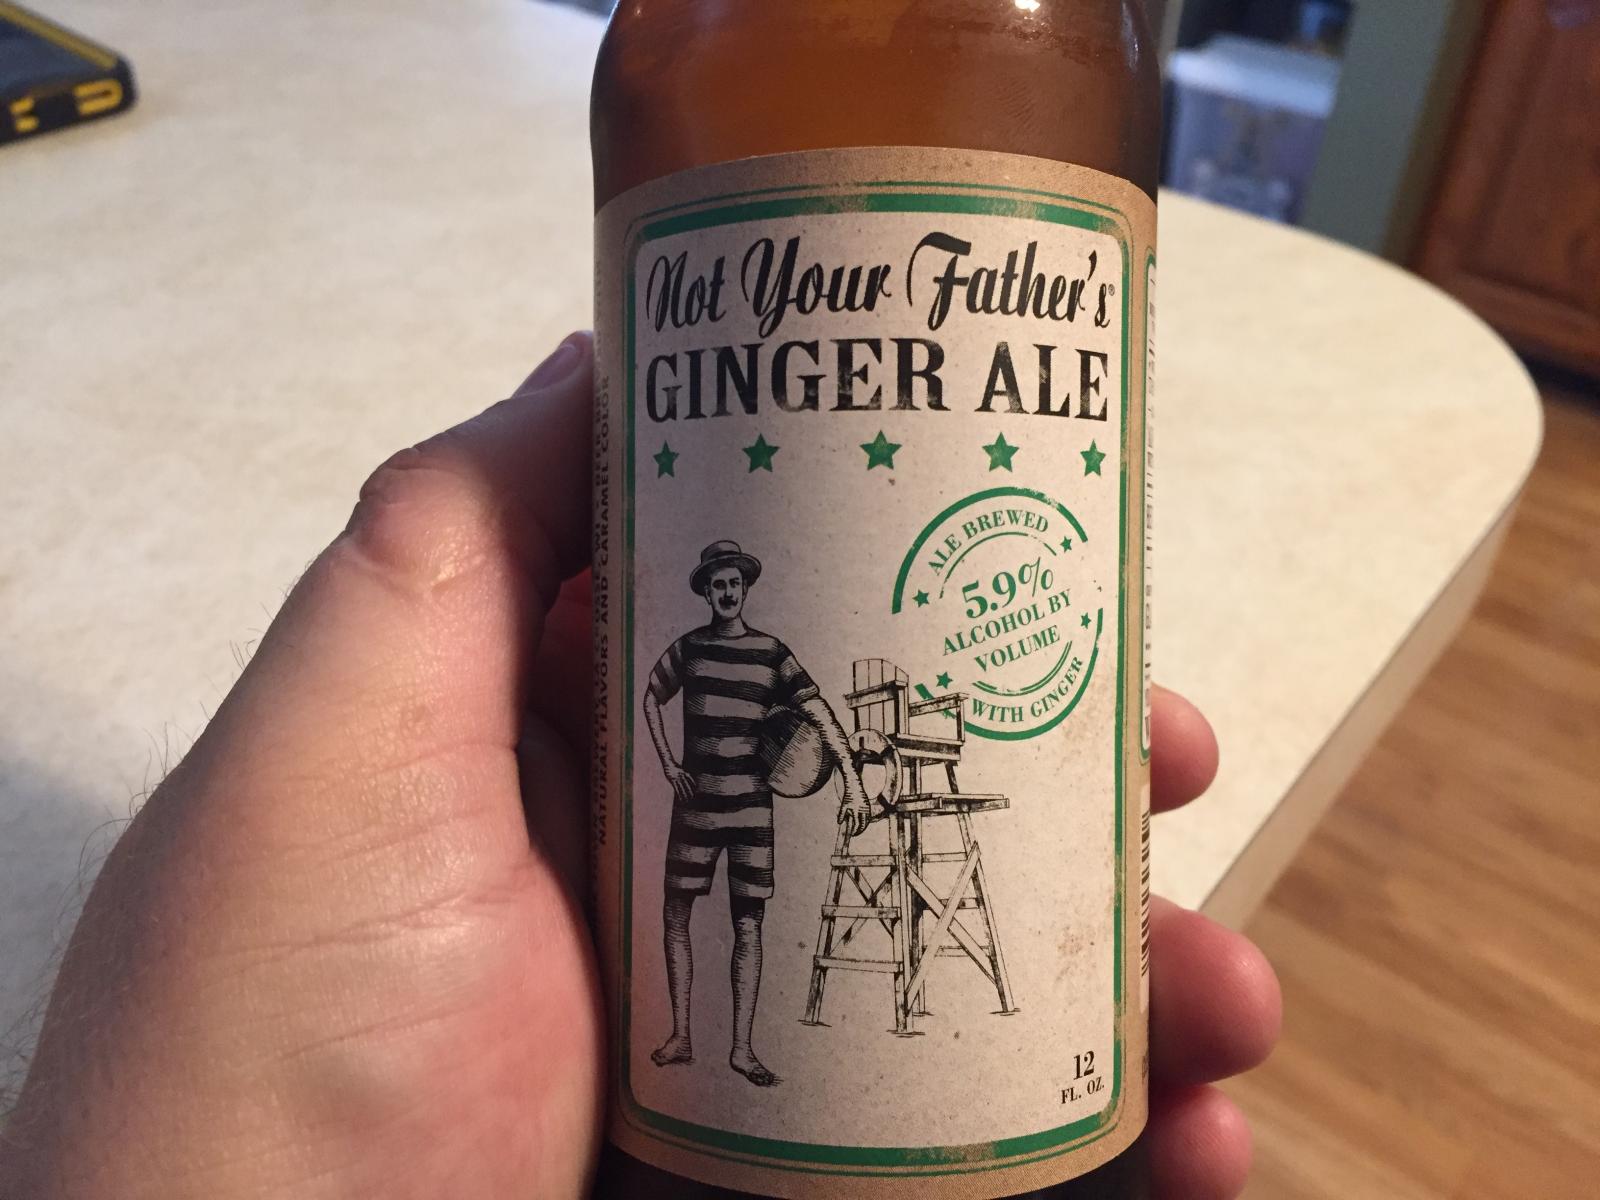 Not Your Father's®
GINGER ALE
ALE BREWED
5.9%
ALCOHOL BY
VOLUME
WITH GINGER
12
FL. OZ.
NATURAL FLAVORS AND CARAMEL COLOR